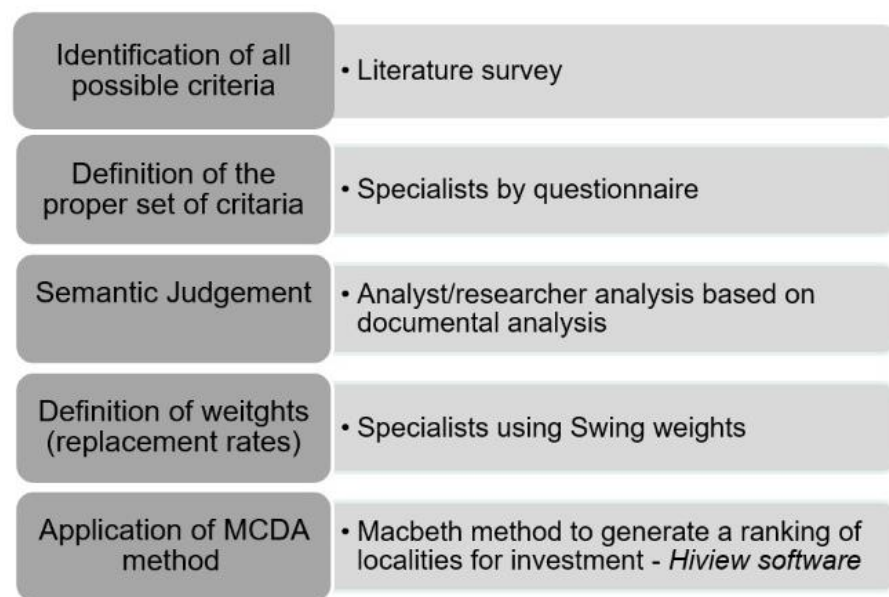 Identification of all
possible criteria
• Literature survey
Definition of the
proper set of critaria
• Specialists by questionnaire
Semantic Judgement
• Analyst/researcher analysis based on
documental analysis
Definition of weitghts
(replacement rates)
• Specialists using Swing weights
Application of MCDA
method
• Macbeth method to generate a ranking of
localities for investment - Hiview software